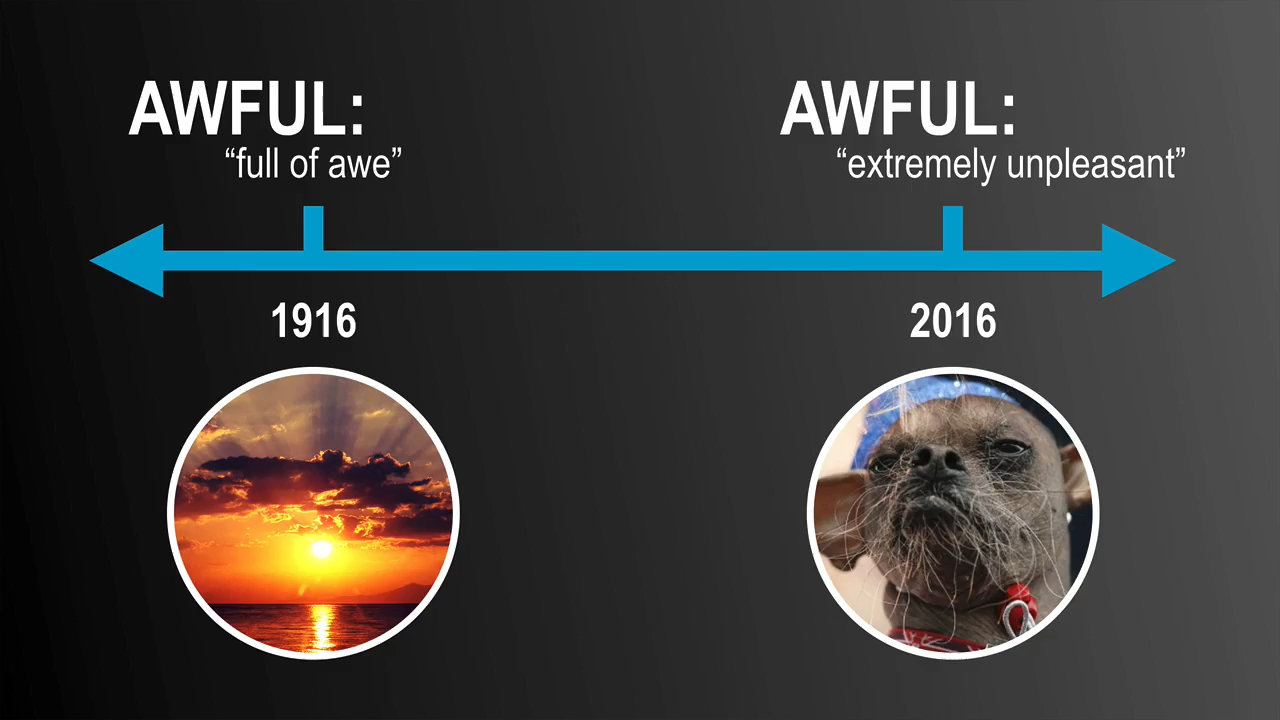 AWFUL:
“full of awe”
AWFUL:
“extremely unpleasant”
1916
2016